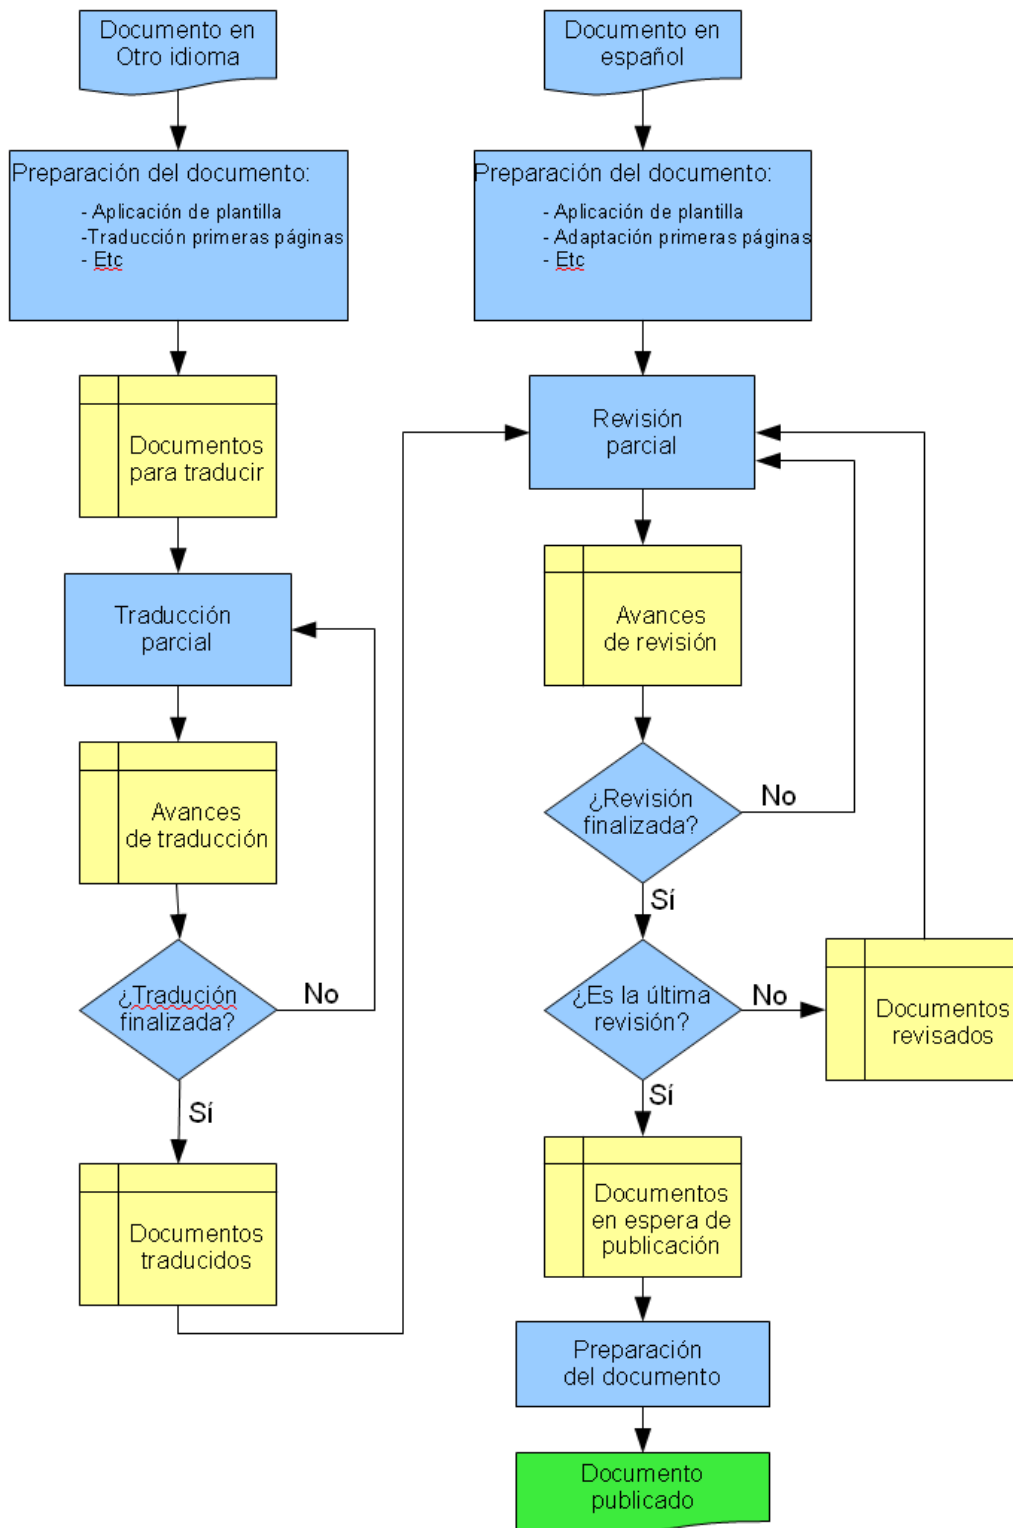 Documento en
Otro idioma
Preparación del documento:
- Aplicación de plantilla
-Traducción primeras páginas
- Etc
Documentos
para traducir
Traducción
parcial
Avances
de traducción
¿Tradución
finalizada?
No
Sí
Documentos
traducidos
Documento en
español
Preparación del documento:
- Aplicación de plantilla
- Adaptación primeras páginas
- Etc
Revisión
parcial
Avances
de revisión
¿Revisión
finalizada?
No
Sí
¿Es la última
revisión?
No
Documentos
revisados
Sí
Documentos
en espera de
publicación
Preparación
del documento
Documento
publicado